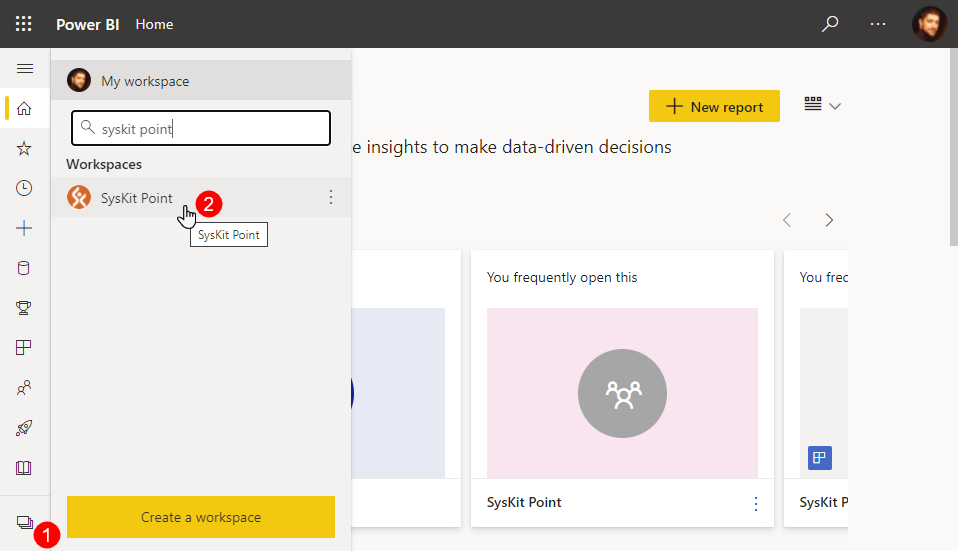 Power BI Home
My workspace
syskit point
Workspaces
SysKit Point
2
SysKit Point
Create a workspace
1
New report
e insights to make data-driven decisions
You frequently open this
SysKit Point
You freq
SysKit P